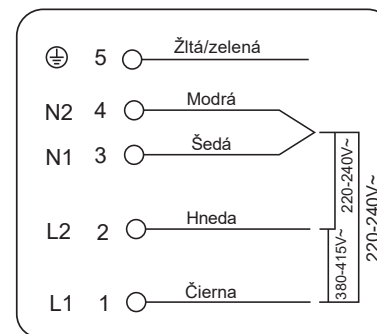 5 Žltá/zelená
N2 4 Modrá
N1 3 Šedá
L2 2 Hneda
L1 1 Čierna
220-240V~
380-415V~
220-240V~